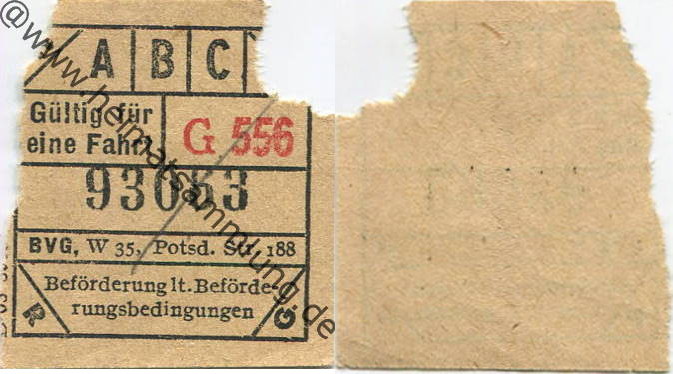 A B C
Gültig für
eine Fahrt
G 556
93053
BVG, W 35, Potsd. Str. 188
Beförderung lt. Beförde-
rungsbedingungen
R
G
@www.heimatsammlung.de